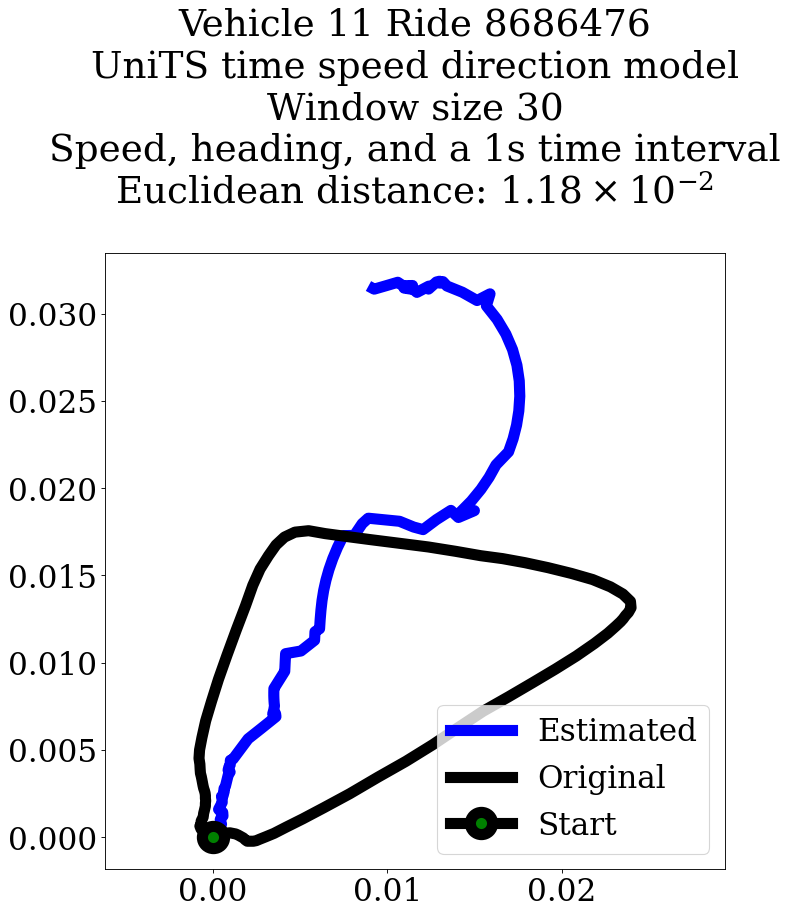 Vehicle 11 Ride 8686476
UniTS time speed direction model
Window size 30
Speed, heading, and a 1s time interval
Euclidean distance: 1.18 × 10⁻²
0.030
0.025
0.020
0.015
0.010
0.005
0.000
Estimated
Original
Start
0.00 0.01 0.02